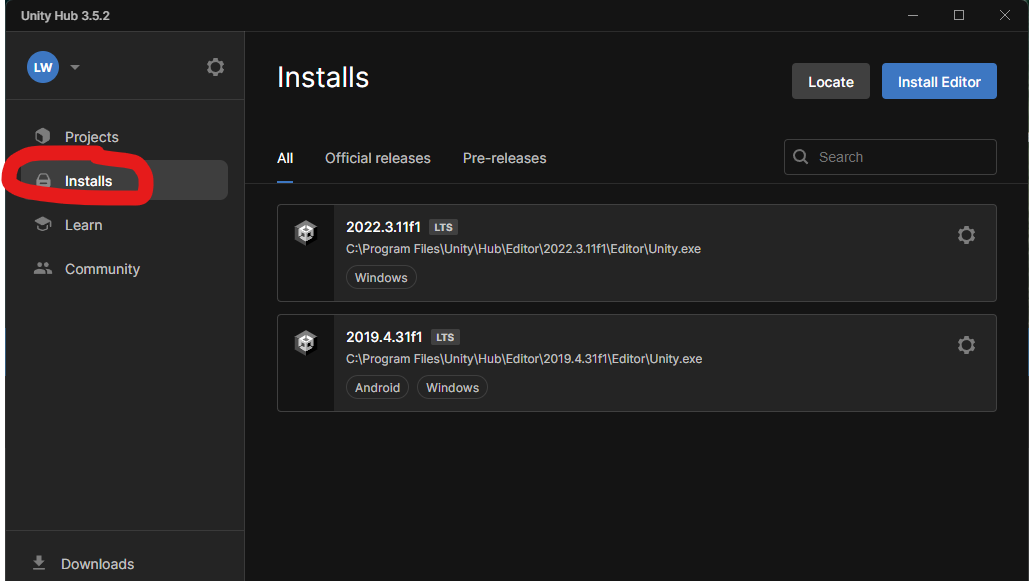 Unity Hub 3.5.2
LW
Projects
Installs
Learn
Community
Downloads
Installs
Locate
Install Editor
All
Official releases
Pre-releases
Search
2022.3.11f1 LTS
C:\Program Files\Unity\Hub\Editor\2022.3.11f1\Editor\Unity.exe
Windows
2019.4.31f1 LTS
C:\Program Files\Unity\Hub\Editor\2019.4.31f1\Editor\Unity.exe
Android Windows